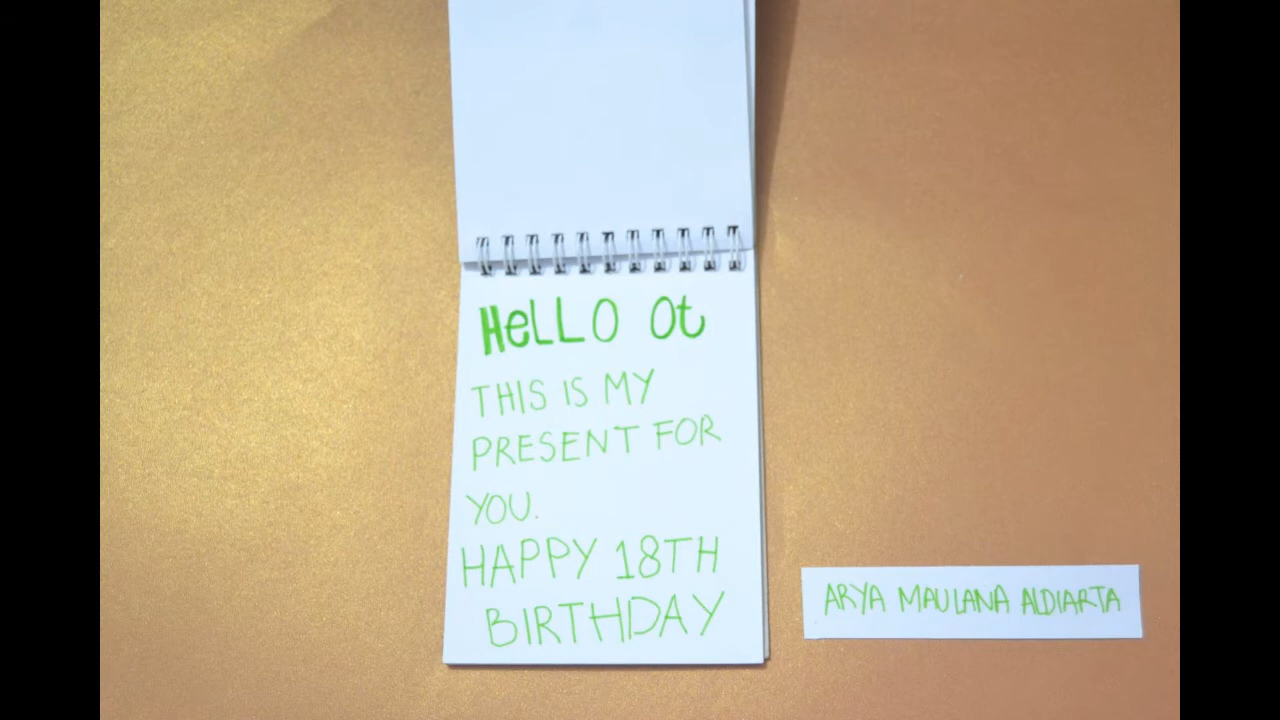 HeLLO Ot
THIS IS MY
PRESENT FOR
YOU.
HAPPY 18TH
BIRTHDAY
ARYA MAULANA ALDIARTA